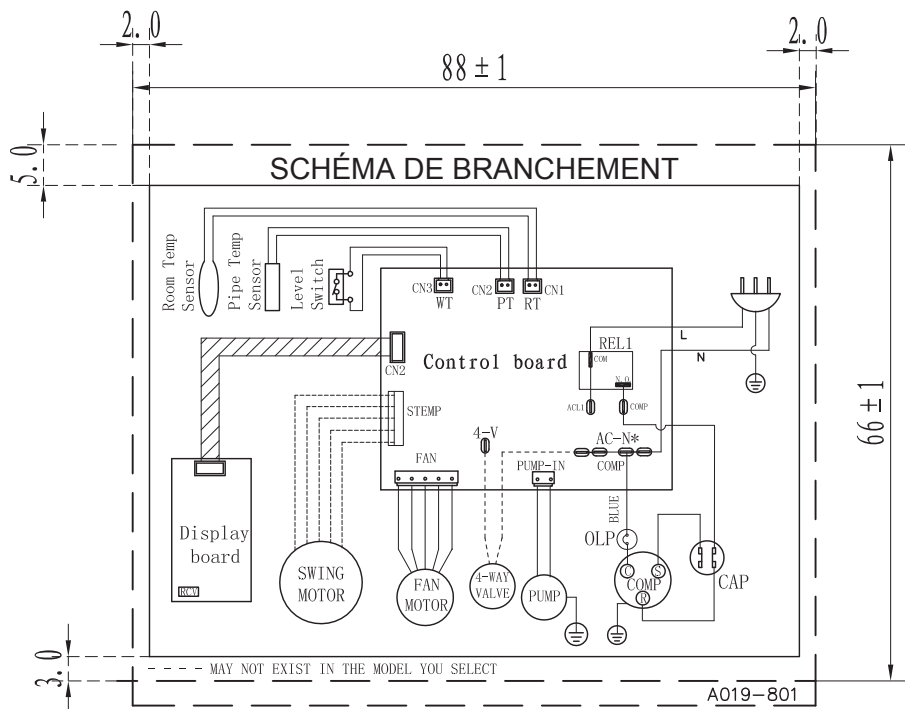 2.0
2.0
88±1
5.0
SCHÉMA DE BRANCHEMENT
Room Temp
Sensor
Pipe Temp
Sensor
Level
Switch
CN3
WT
CN2
PT
RT
CN1
L
N
Control board
REL1
COM
N.O
ACL1
COMP
CN2
STEMP
4-V
AC-N*
COMP
FAN
PUMP-IN
66±1
BLUE
OLP
Display
board
RCV
SWING
MOTOR
FAN
MOTOR
4-WAY
VALVE
PUMP
C
S
COMP
R
CAP
3.0
MAY NOT EXIST IN THE MODEL YOU SELECT
A019-801